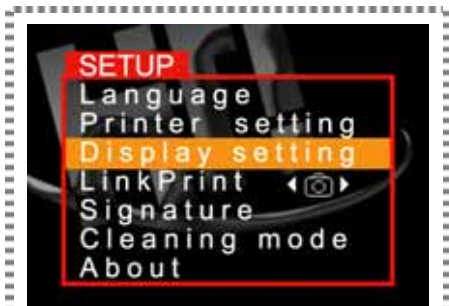 SETUP
Language
Printer setting
Display setting
LinkPrint
Signature
Cleaning mode
About